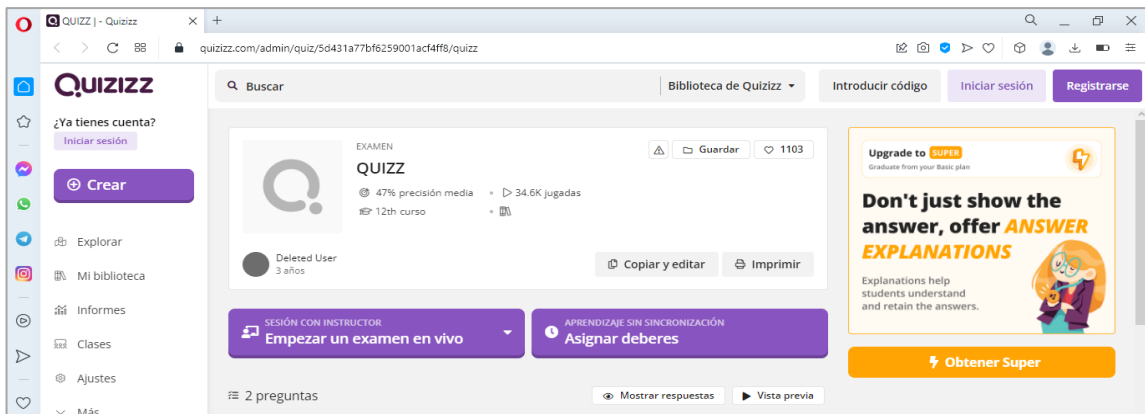 QUIZZ | - Quizizz
quizizz.com/admin/quiz/5d431a77bf6259001acf4ff8/quizz
QUIZIZZ
Buscar
Biblioteca de Quizizz
Introducir código
Iniciar sesión
Registrarse
¿Ya tienes cuenta?
Iniciar sesión
Crear
Explorar
Mi biblioteca
Informes
Clases
Ajustes
Más
EXAMEN
QUIZZ
Guardar
1103
47% precisión media
34.6K jugadas
12th curso
Deleted User
3 años
Copiar y editar
Imprimir
SESIÓN CON INSTRUCTOR
Empezar un examen en vivo
APRENDIZAJE SIN SINCRONIZACIÓN
Asignar deberes
2 preguntas
Mostrar respuestas
Vista previa
Upgrade to SUPER
Graduate from your Basic plan
Don't just show the
answer, offer ANSWER
EXPLANATIONS
Explanations help
students understand
and retain the answers.
Obtener Super